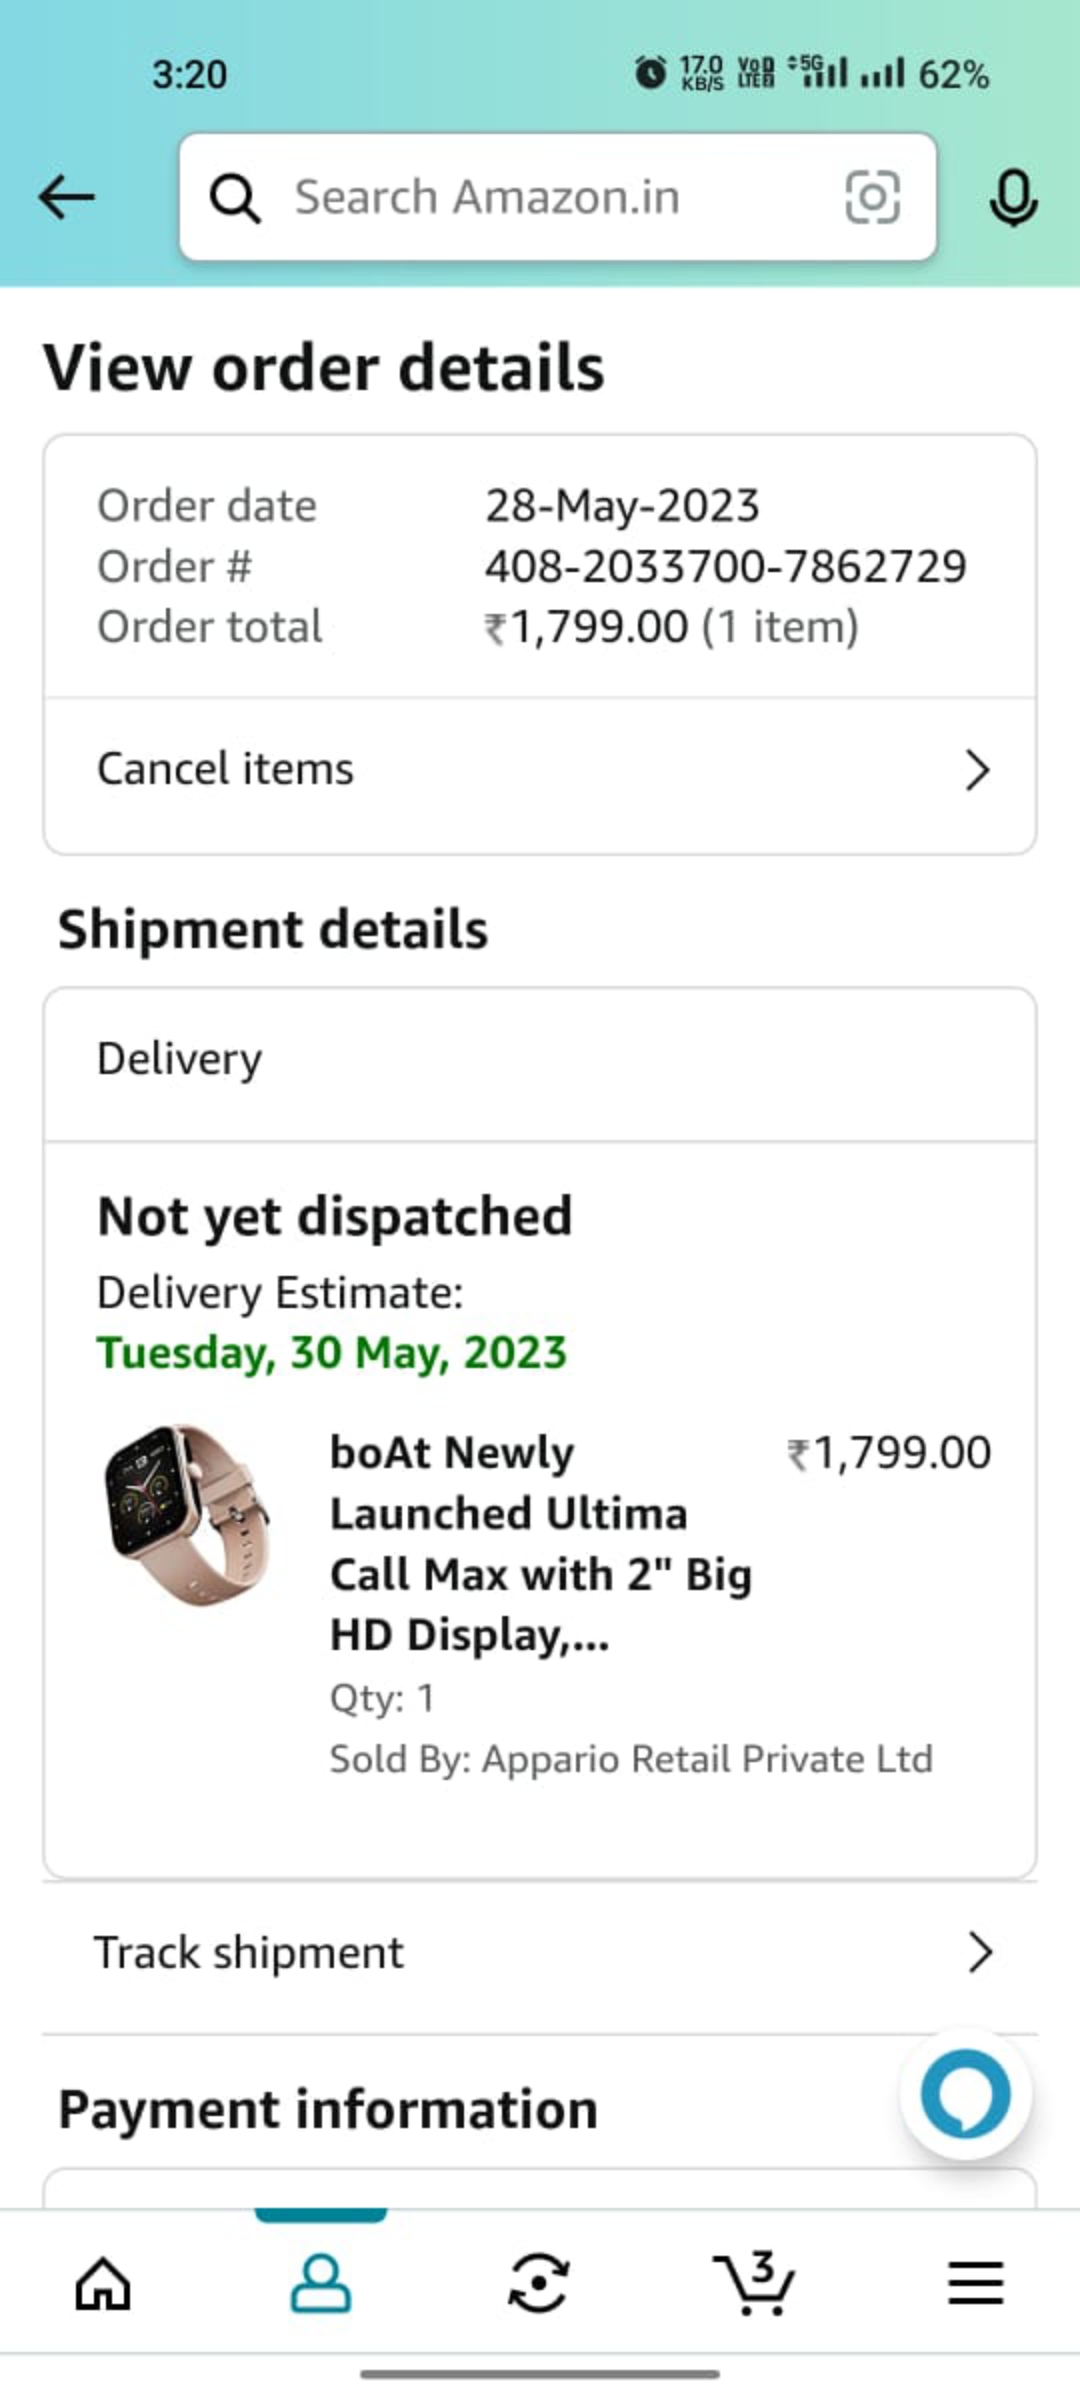 3:20 17.0 KB/S VoD LTE 5G 62%
Search Amazon.in
View order details
Order date 28-May-2023
Order # 408-2033700-7862729
Order total ₹1,799.00 (1 item)
Cancel items
Shipment details
Delivery
Not yet dispatched
Delivery Estimate:
Tuesday, 30 May, 2023
boAt Newly ₹1,799.00
Launched Ultima
Call Max with 2" Big
HD Display,...
Qty: 1
Sold By: Appario Retail Private Ltd
Track shipment
Payment information
3